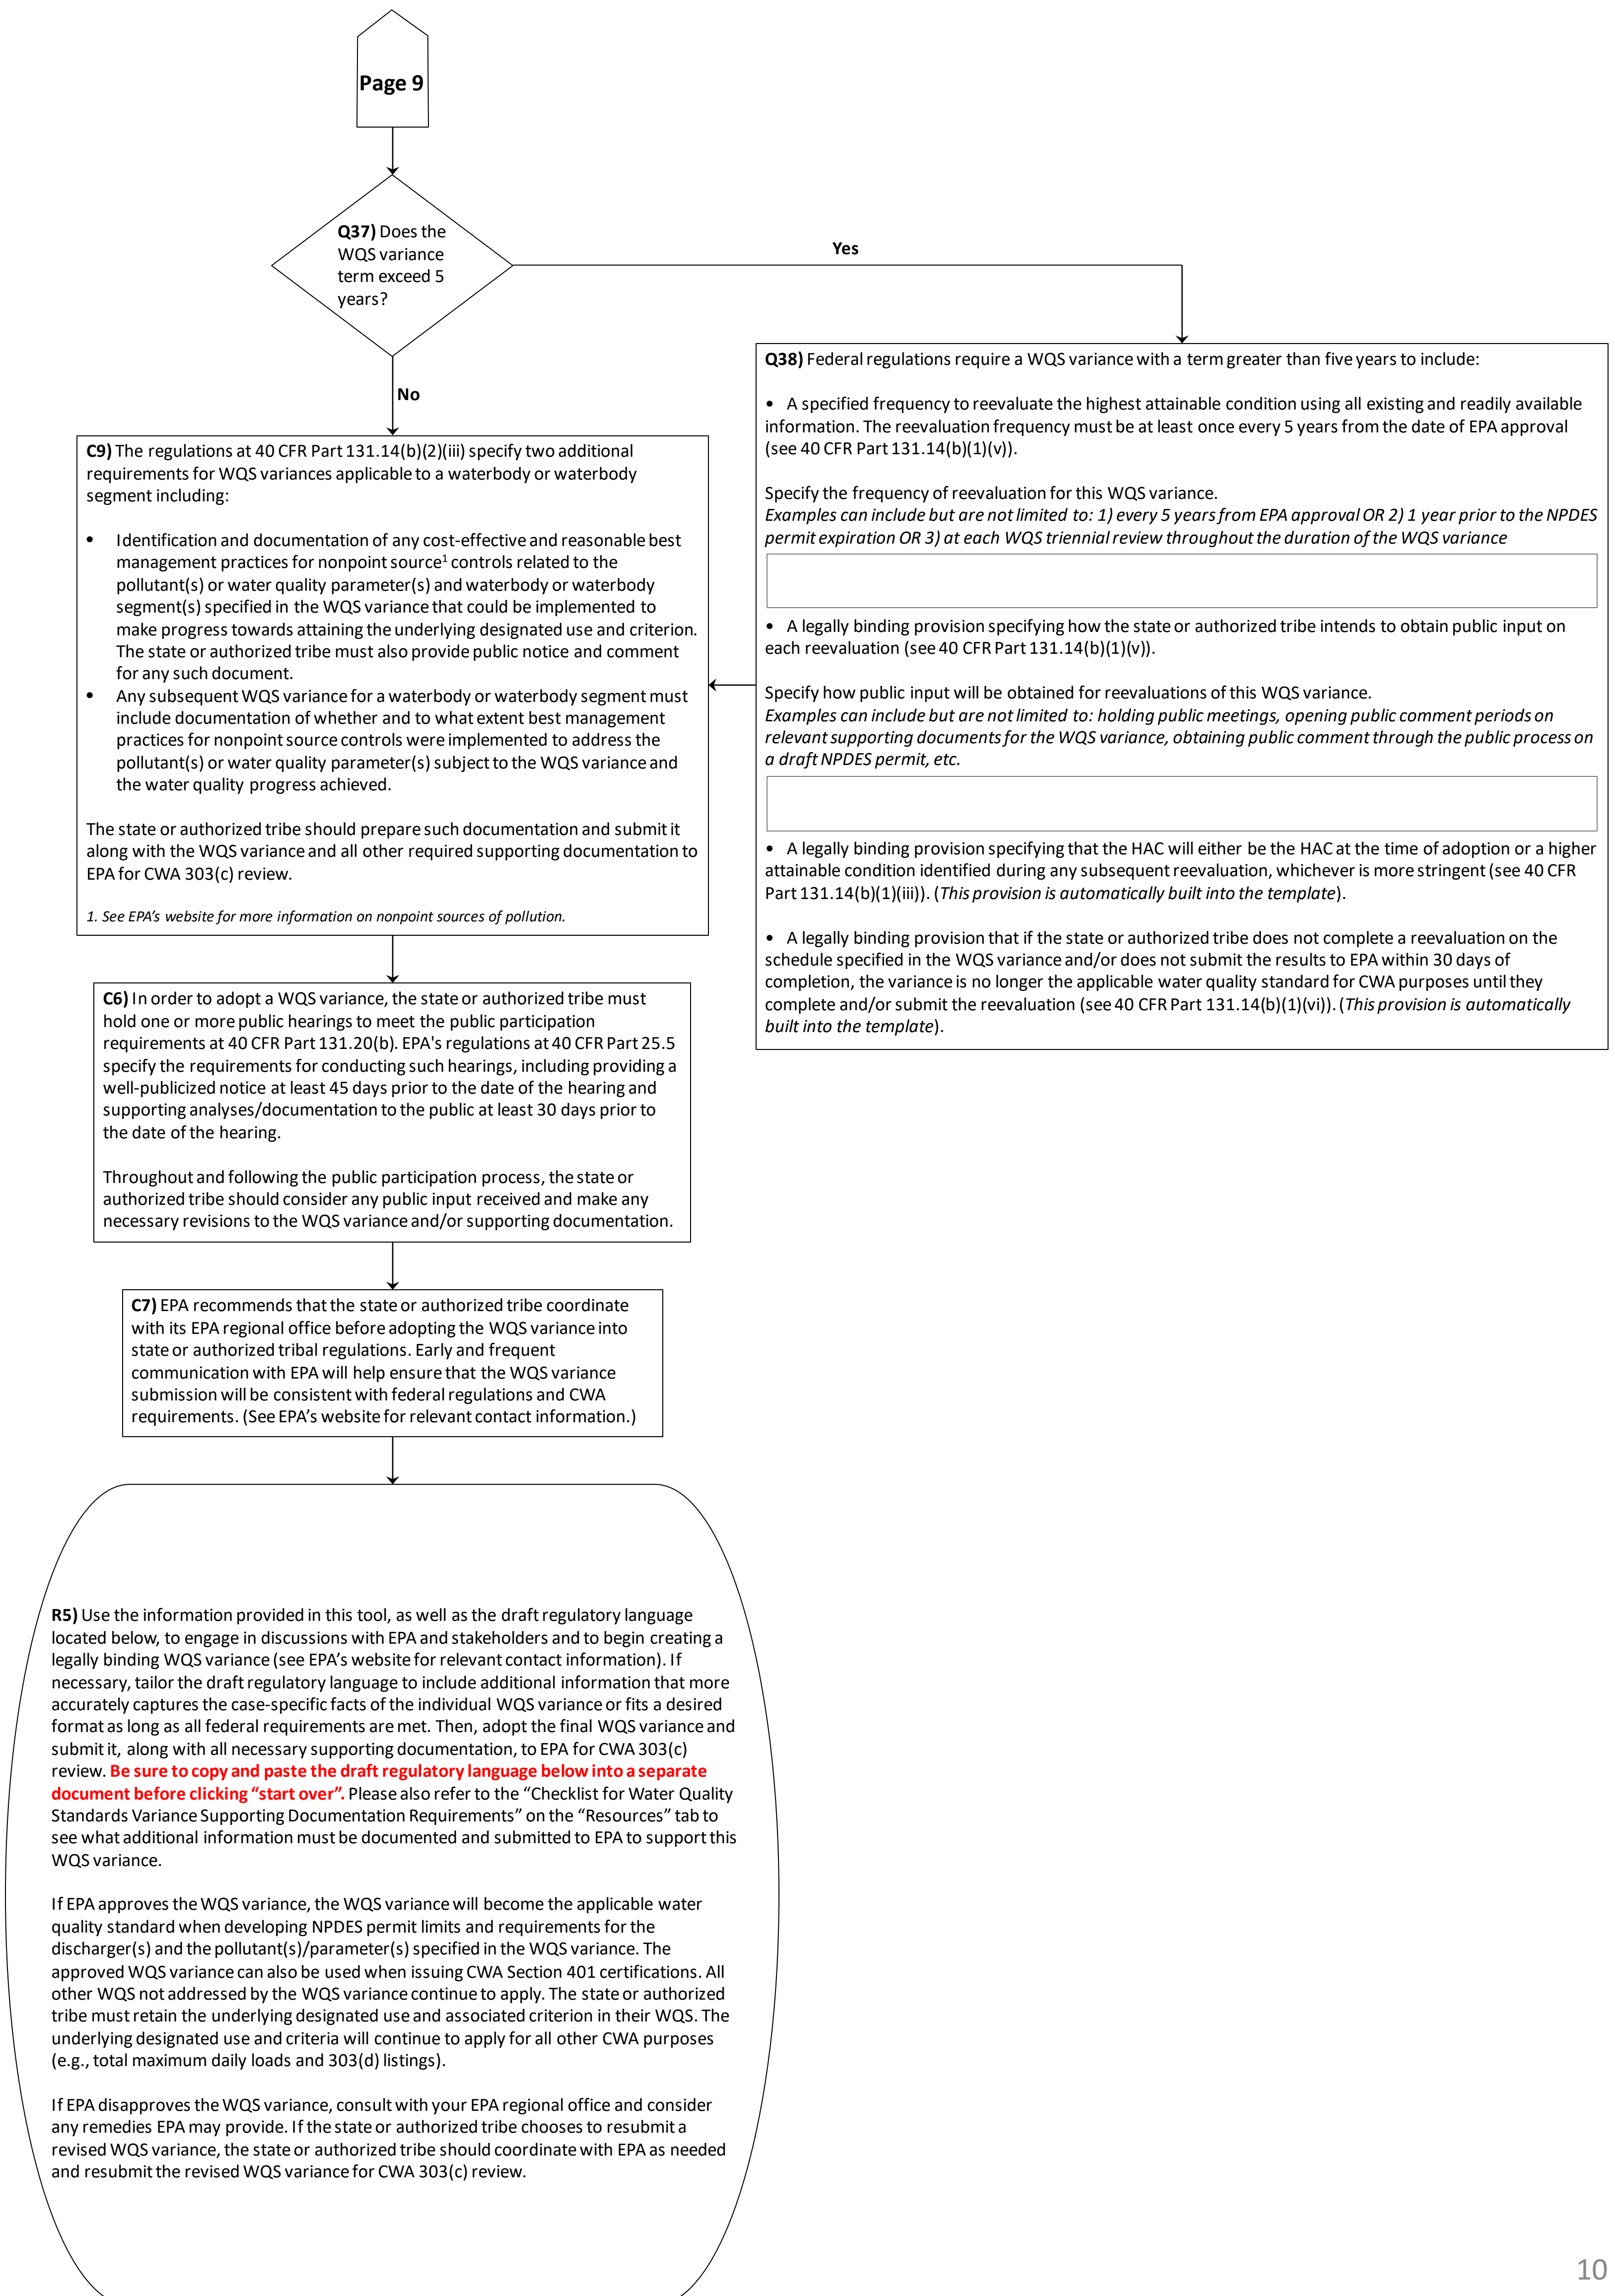 Page 9
Q37) Does the
WQS variance
term exceed 5
years?
Yes
No
Q38) Federal regulations require a WQS variance with a term greater than five years to include:
• A specified frequency to reevaluate the highest attainable condition using all existing and readily available
information. The reevaluation frequency must be at least once every 5 years from the date of EPA approval
(see 40 CFR Part 131.14(b)(1)(v)).
Specify the frequency of reevaluation for this WQS variance.
Examples can include but are not limited to: 1) every 5 years from EPA approval OR 2) 1 year prior to the NPDES
permit expiration OR 3) at each WQS triennial review throughout the duration of the WQS variance
• A legally binding provision specifying how the state or authorized tribe intends to obtain public input on
each reevaluation (see 40 CFR Part 131.14(b)(1)(v)).
Specify how public input will be obtained for reevaluations of this WQS variance.
Examples can include but are not limited to: holding public meetings, opening public comment periods on
relevant supporting documents for the WQS variance, obtaining public comment through the public process on
a draft NPDES permit, etc.
• A legally binding provision specifying that the HAC will either be the HAC at the time of adoption or a higher
attainable condition identified during any subsequent reevaluation, whichever is more stringent (see 40 CFR
Part 131.14(b)(1)(iii)). (This provision is automatically built into the template).
• A legally binding provision that if the state or authorized tribe does not complete a reevaluation on the
schedule specified in the WQS variance and/or does not submit the results to EPA within 30 days of
completion, the variance is no longer the applicable water quality standard for CWA purposes until they
complete and/or submit the reevaluation (see 40 CFR Part 131.14(b)(1)(vi)). (This provision is automatically
built into the template).
C9) The regulations at 40 CFR Part 131.14(b)(2)(iii) specify two additional
requirements for WQS variances applicable to a waterbody or waterbody
segment including:
• Identification and documentation of any cost-effective and reasonable best
management practices for nonpoint source1 controls related to the
pollutant(s) or water quality parameter(s) and waterbody or waterbody
segment(s) specified in the WQS variance that could be implemented to
make progress towards attaining the underlying designated use and criterion.
The state or authorized tribe must also provide public notice and comment
for any such document.
• Any subsequent WQS variance for a waterbody or waterbody segment must
include documentation of whether and to what extent best management
practices for nonpoint source controls were implemented to address the
pollutant(s) or water quality parameter(s) subject to the WQS variance and
the water quality progress achieved.
The state or authorized tribe should prepare such documentation and submit it
along with the WQS variance and all other required supporting documentation to
EPA for CWA 303(c) review.
1. See EPA’s website for more information on nonpoint sources of pollution.
C6) In order to adopt a WQS variance, the state or authorized tribe must
hold one or more public hearings to meet the public participation
requirements at 40 CFR Part 131.20(b). EPA's regulations at 40 CFR Part 25.5
specify the requirements for conducting such hearings, including providing a
well-publicized notice at least 45 days prior to the date of the hearing and
supporting analyses/documentation to the public at least 30 days prior to
the date of the hearing.
Throughout and following the public participation process, the state or
authorized tribe should consider any public input received and make any
necessary revisions to the WQS variance and/or supporting documentation.
C7) EPA recommends that the state or authorized tribe coordinate
with its EPA regional office before adopting the WQS variance into
state or authorized tribal regulations. Early and frequent
communication with EPA will help ensure that the WQS variance
submission will be consistent with federal regulations and CWA
requirements. (See EPA’s website for relevant contact information.)
R5) Use the information provided in this tool, as well as the draft regulatory language
located below, to engage in discussions with EPA and stakeholders and to begin creating a
legally binding WQS variance (see EPA’s website for relevant contact information). If
necessary, tailor the draft regulatory language to include additional information that more
accurately captures the case-specific facts of the individual WQS variance or fits a desired
format as long as all federal requirements are met. Then, adopt the final WQS variance and
submit it, along with all necessary supporting documentation, to EPA for CWA 303(c)
review. Be sure to copy and paste the draft regulatory language below into a separate
document before clicking “start over”. Please also refer to the “Checklist for Water Quality
Standards Variance Supporting Documentation Requirements” on the “Resources” tab to
see what additional information must be documented and submitted to EPA to support this
WQS variance.
If EPA approves the WQS variance, the WQS variance will become the applicable water
quality standard when developing NPDES permit limits and requirements for the
discharger(s) and the pollutant(s)/parameter(s) specified in the WQS variance. The
approved WQS variance can also be used when issuing CWA Section 401 certifications. All
other WQS not addressed by the WQS variance continue to apply. The state or authorized
tribe must retain the underlying designated use and associated criterion in their WQS. The
underlying designated use and criteria will continue to apply for all other CWA purposes
(e.g., total maximum daily loads and 303(d) listings).
If EPA disapproves the WQS variance, consult with your EPA regional office and consider
any remedies EPA may provide. If the state or authorized tribe chooses to resubmit a
revised WQS variance, the state or authorized tribe should coordinate with EPA as needed
and resubmit the revised WQS variance for CWA 303(c) review.
10